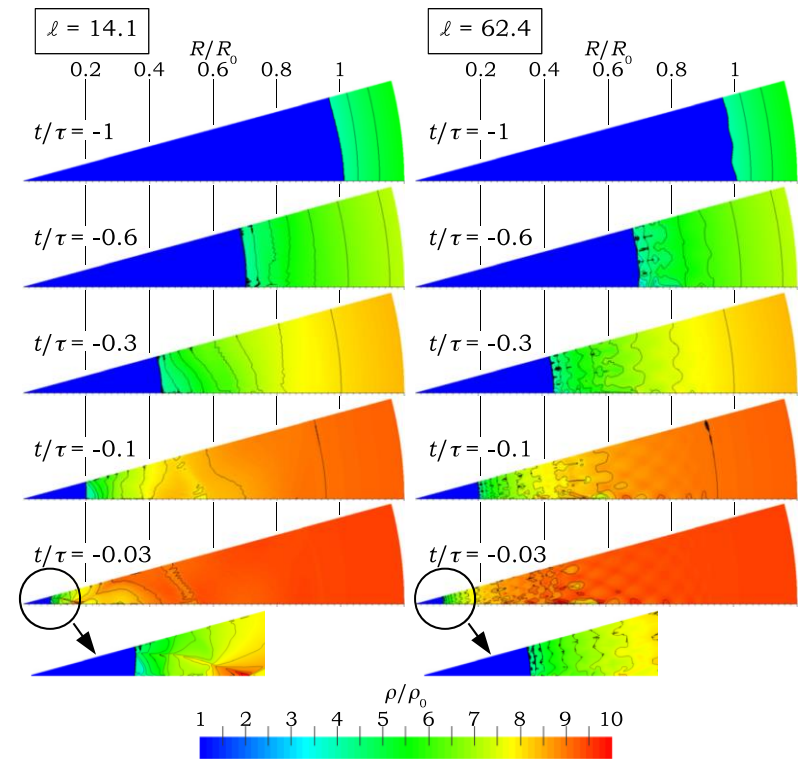 ℓ = 14.1
R/R₀
0.2 0.4 0.6 0.8 1
t/τ = -1
t/τ = -0.6
t/τ = -0.3
t/τ = -0.1
t/τ = -0.03
ℓ = 62.4
R/R₀
0.2 0.4 0.6 0.8 1
t/τ = -1
t/τ = -0.6
t/τ = -0.3
t/τ = -0.1
t/τ = -0.03
ρ/ρ₀
1 2 3 4 5 6 7 8 9 10